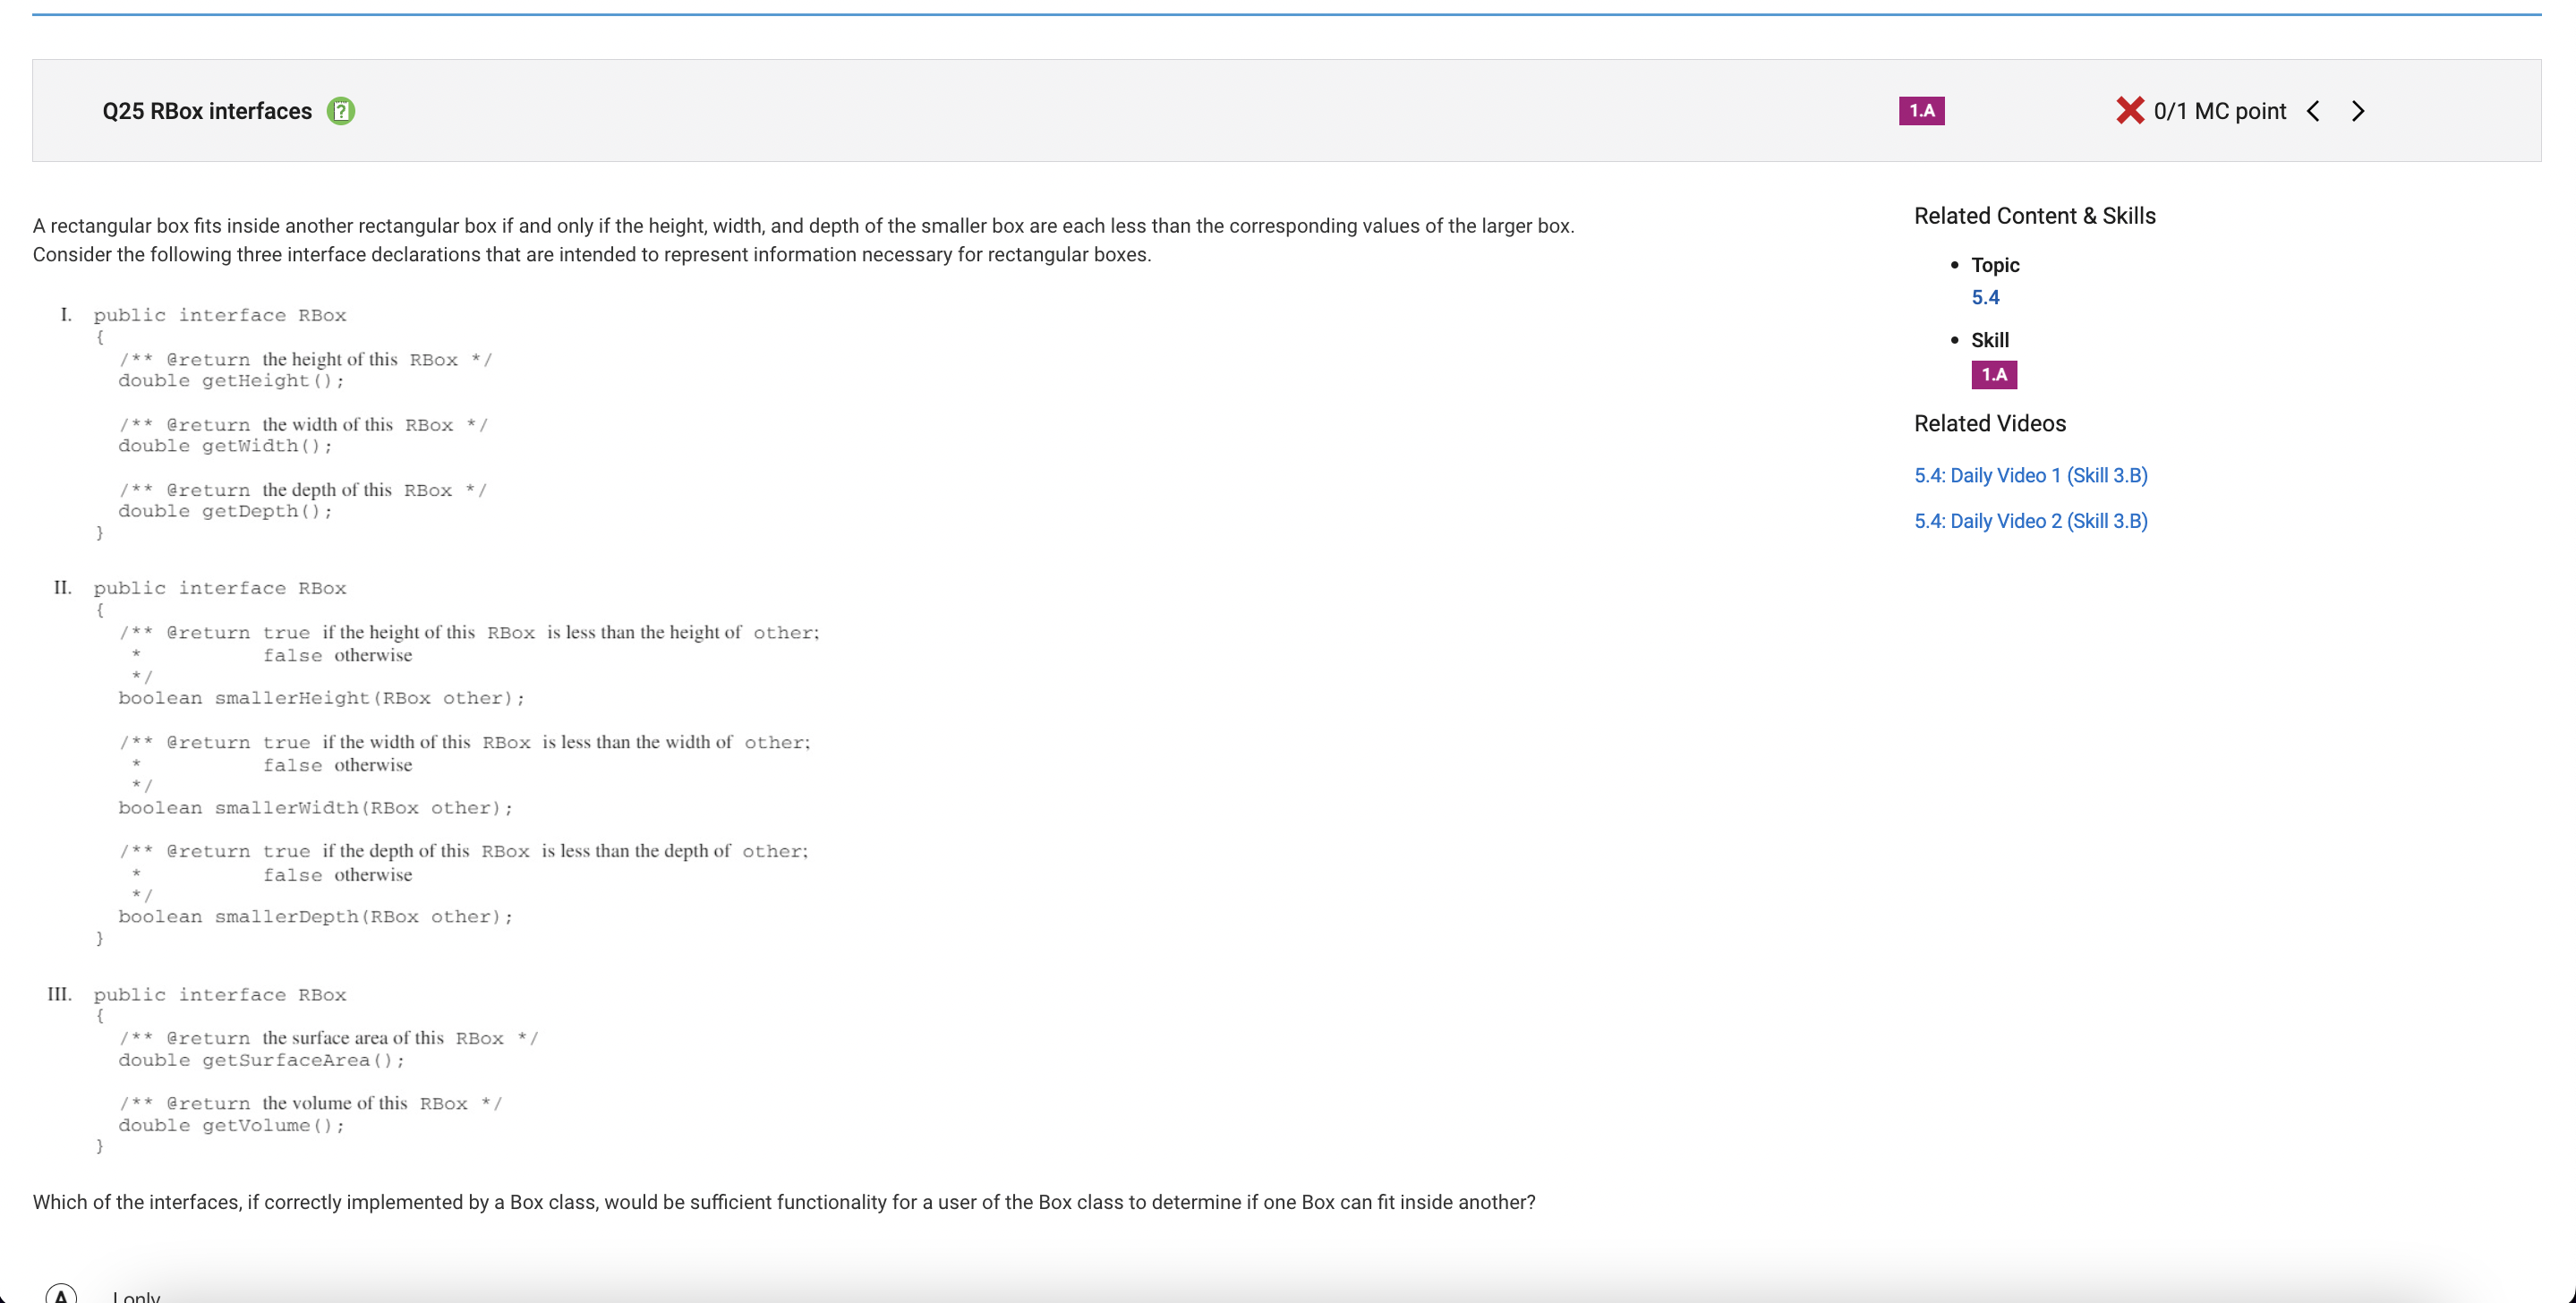 Q25 RBox interfaces
1.A
0/1 MC point
A rectangular box fits inside another rectangular box if and only if the height, width, and depth of the smaller box are each less than the corresponding values of the larger box.
Consider the following three interface declarations that are intended to represent information necessary for rectangular boxes.
I. public interface RBox
{
/** @return the height of this RBox */
double getHeight();
/** @return the width of this RBox */
double getWidth();
/** @return the depth of this RBox */
double getDepth();
}
II. public interface RBox
{
/** @return true if the height of this RBox is less than the height of other;
* false otherwise
*/
boolean smallerHeight(RBox other);
/** @return true if the width of this RBox is less than the width of other;
* false otherwise
*/
boolean smallerWidth(RBox other);
/** @return true if the depth of this RBox is less than the depth of other;
* false otherwise
*/
boolean smallerDepth(RBox other);
}
III. public interface RBox
{
/** @return the surface area of this RBox */
double getSurfaceArea();
/** @return the volume of this RBox */
double getVolume();
}
Which of the interfaces, if correctly implemented by a Box class, would be sufficient functionality for a user of the Box class to determine if one Box can fit inside another?
A I only
Related Content & Skills
• Topic
5.4
• Skill
1.A
Related Videos
5.4: Daily Video 1 (Skill 3.B)
5.4: Daily Video 2 (Skill 3.B)